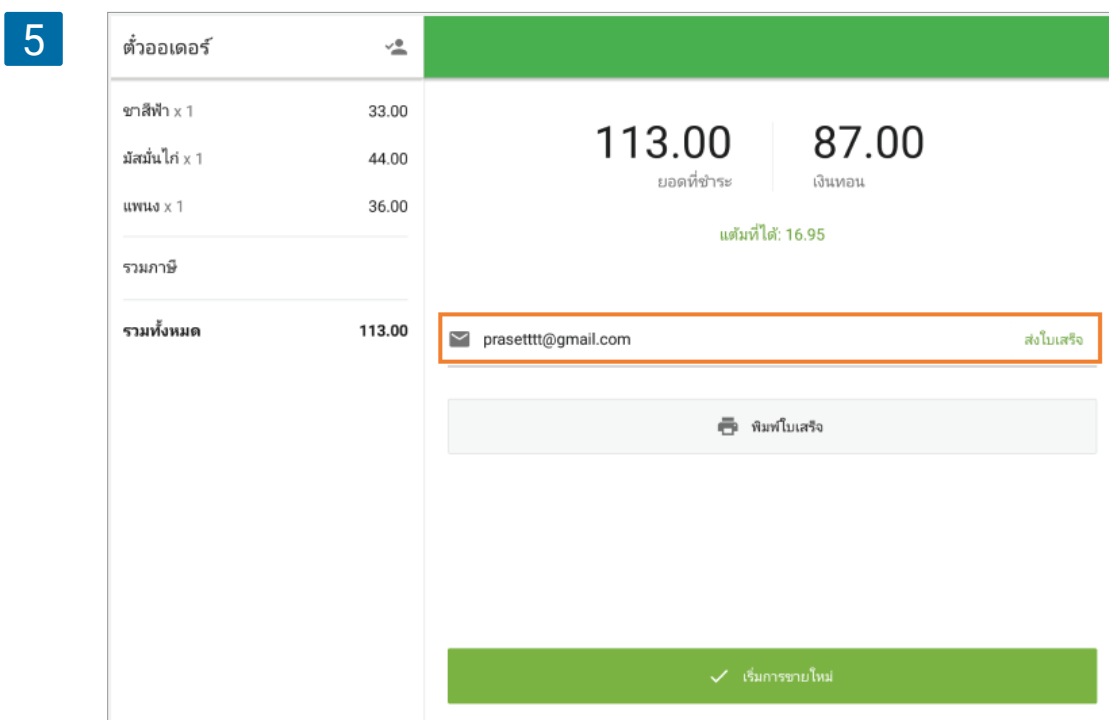 5
ตั๋วออเดอร์
ชาสีฟ้า x 1 33.00
มัสมั่นไก่ x 1 44.00
แพนง x 1 36.00
รวมภาษี
รวมทั้งหมด 113.00
113.00 87.00
ยอดที่ชำระ เงินทอน
แต้มที่ได้: 16.95
prasetttt@gmail.com ส่งใบเสร็จ
พิมพ์ใบเสร็จ
เริ่มการขายใหม่